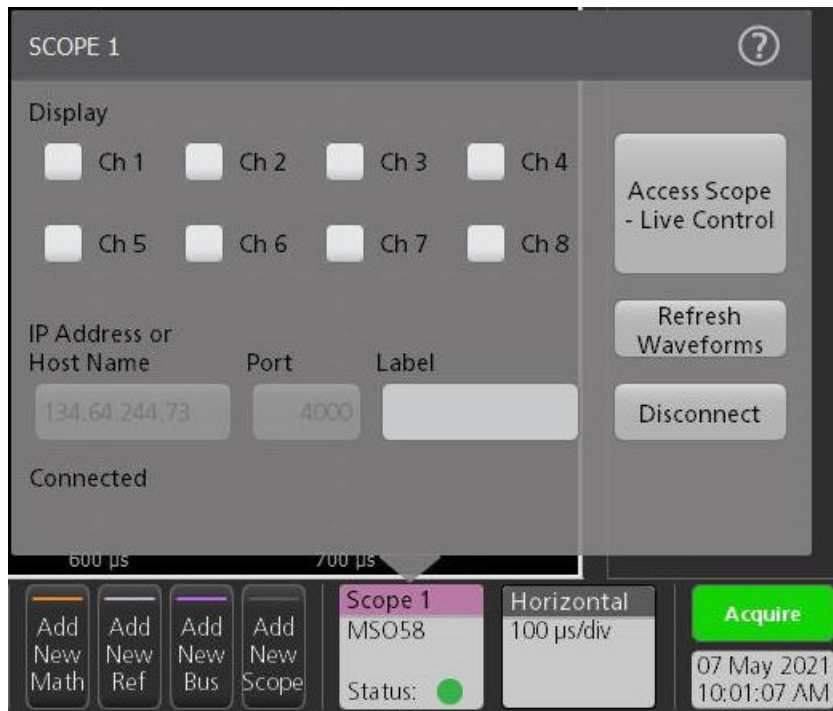 SCOPE 1
?
Display
Ch 1 Ch 2 Ch 3 Ch 4
Ch 5 Ch 6 Ch 7 Ch 8
IP Address or
Host Name Port Label
134.64.244.73 4000
Connected
Access Scope
- Live Control
Refresh
Waveforms
Disconnect
600 µs 700 µs
Add
New
Math
Add
New
Ref
Add
New
Bus
Add
New
Scope
Scope 1
MSO58
Status:
Horizontal
100 µs/div
Acquire
07 May 2021
10:01:07 AM